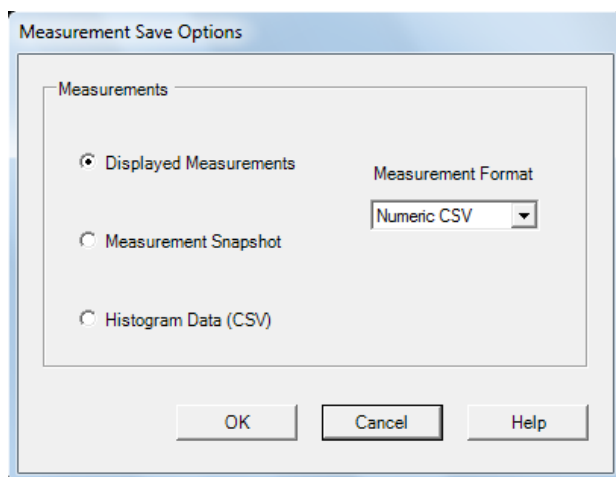 Measurement Save Options
Measurements
Displayed Measurements
Measurement Format
Numeric CSV
Measurement Snapshot
Histogram Data (CSV)
OK
Cancel
Help